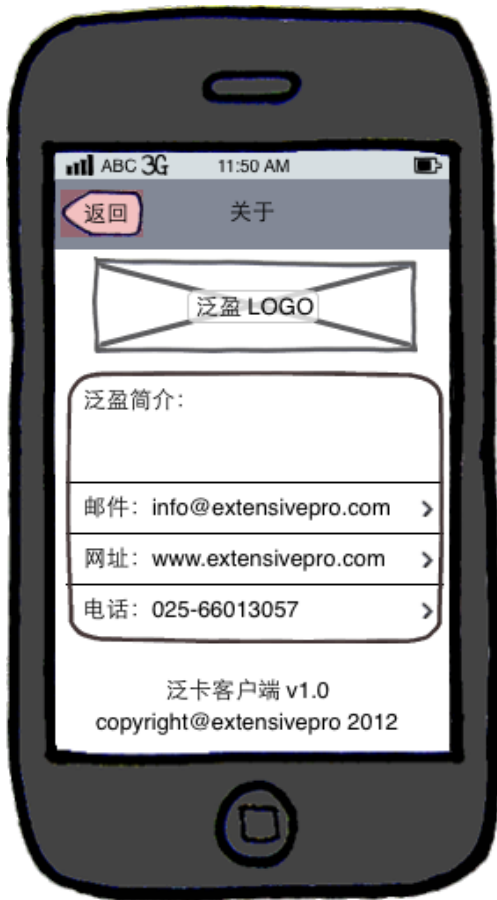 ABC 3G 11:50 AM
返回 关于
泛盈 LOGO
泛盈简介：
邮件：info@extensivepro.com
网址：www.extensivepro.com
电话：025-66013057
泛卡客户端 v1.0
copyright@extensivepro 2012